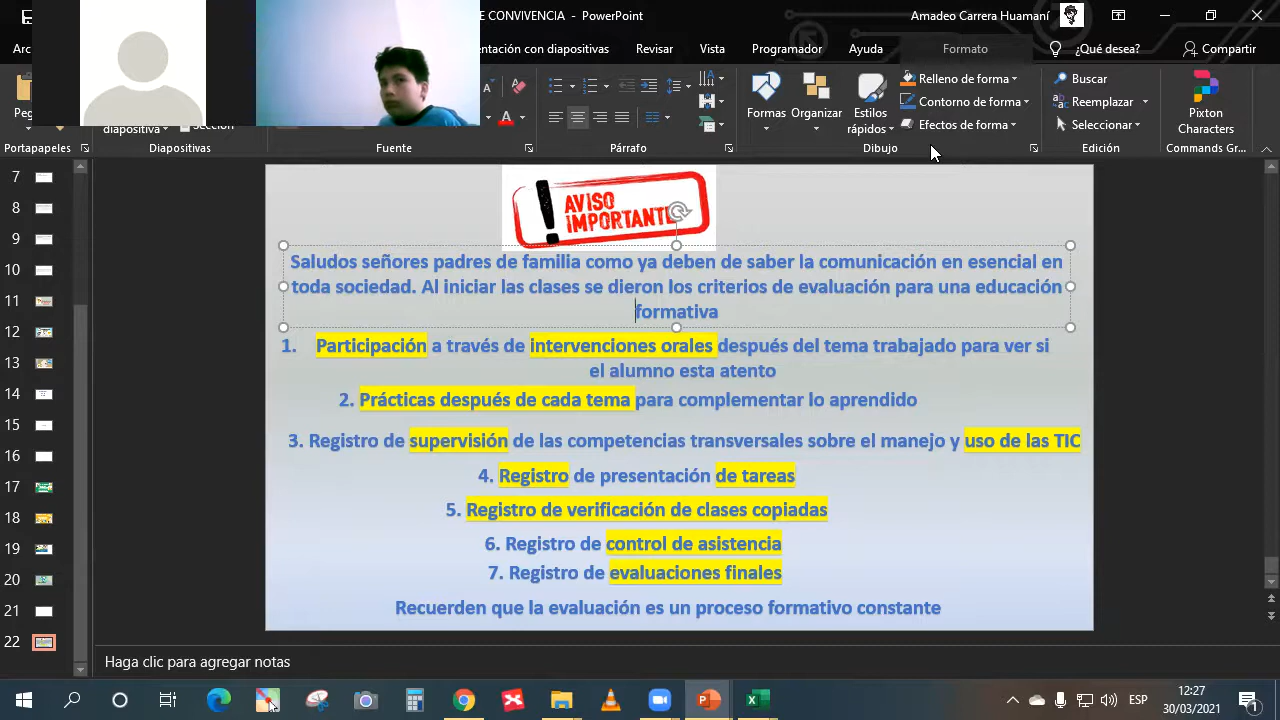 E CONVIVENCIA - PowerPoint
Amadeo Carrera Huamaní
Revisar
Vista
Programador
Ayuda
Formato
¿Qué desea?
Compartir
Formas
Organizar
Estilos
rápidos
Relleno de forma
Contorno de forma
Efectos de forma
Buscar
Reemplazar
Seleccionar
Pixton
Characters
diapositiva
Portapapeles
Diapositivas
Fuente
Párrafo
Dibujo
Edición
Commands Gr...
7
8
9
10
11
12
13
14
15
16
17
18
19
20
21
22
AVISO
IMPORTANTE
Saludos señores padres de familia como ya deben de saber la comunicación en esencial en
toda sociedad. Al iniciar las clases se dieron los criterios de evaluación para una educación
formativa
1. Participación a través de intervenciones orales después del tema trabajado para ver si
el alumno esta atento
2. Prácticas después de cada tema para complementar lo aprendido
3. Registro de supervisión de las competencias transversales sobre el manejo y uso de las TIC
4. Registro de presentación de tareas
5. Registro de verificación de clases copiadas
6. Registro de control de asistencia
7. Registro de evaluaciones finales
Recuerden que la evaluación es un proceso formativo constante
Haga clic para agregar notas
ESP
12:27
30/03/2021